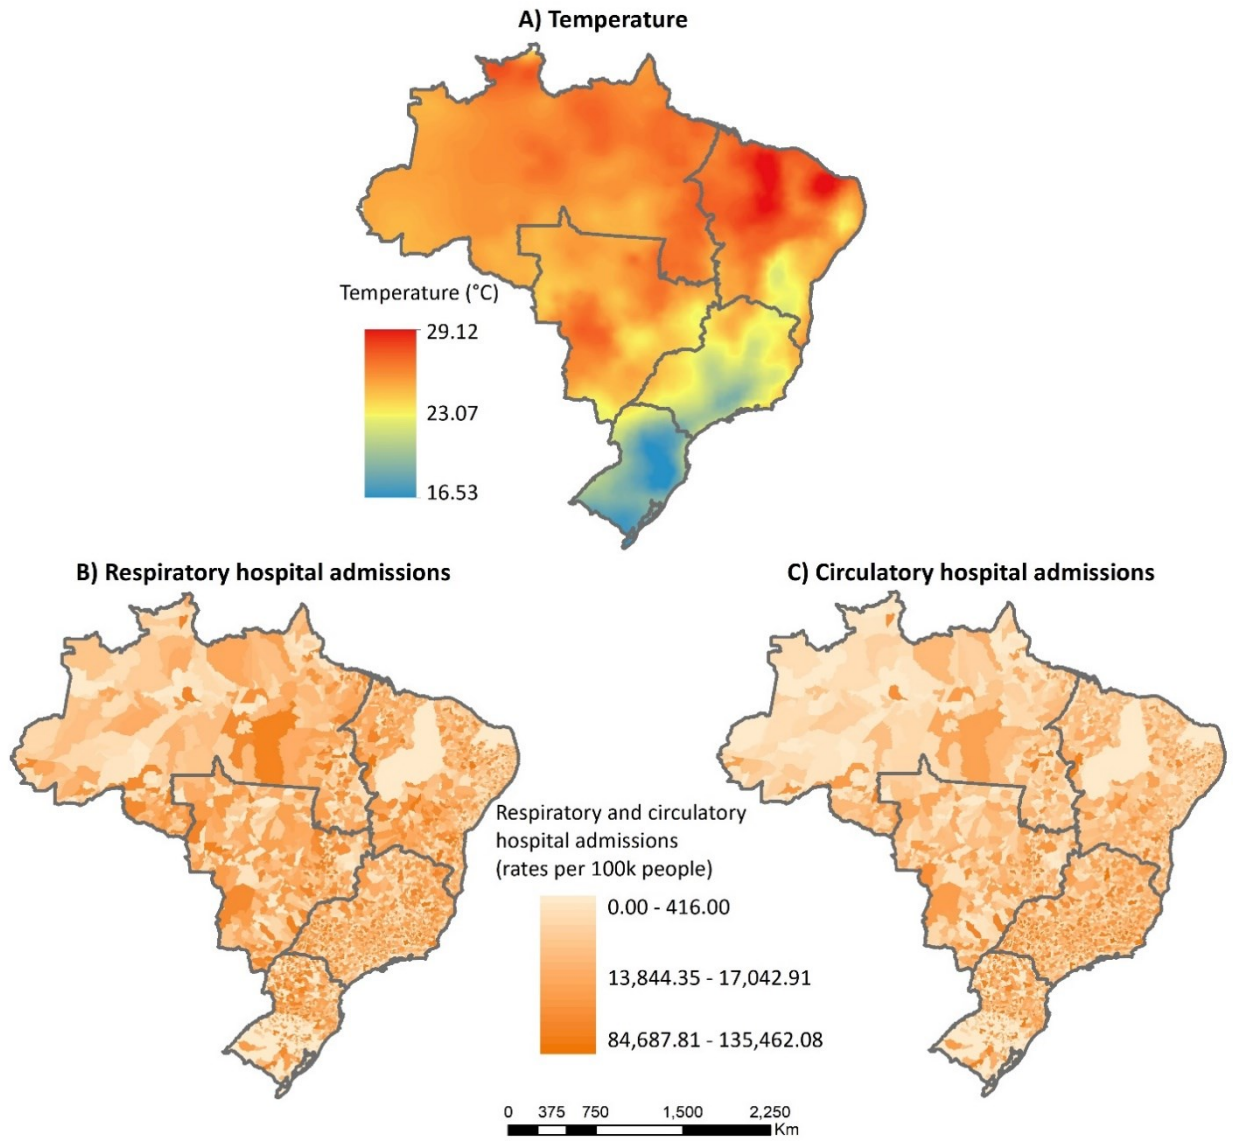 A) Temperature
Temperature (°C)
29.12
23.07
16.53
B) Respiratory hospital admissions
C) Circulatory hospital admissions
Respiratory and circulatory
hospital admissions
(rates per 100k people)
0.00 - 416.00
13,844.35 - 17,042.91
84,687.81 - 135,462.08
0 375 750 1,500 2,250
Km